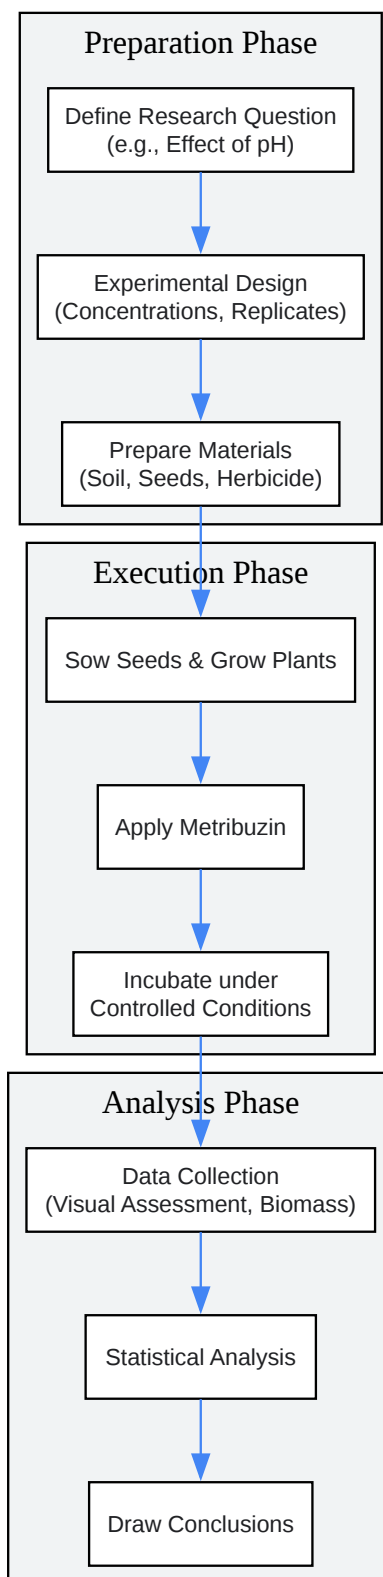 Preparation Phase
Define Research Question
(e.g., Effect of pH)
Experimental Design
(Concentrations, Replicates)
Prepare Materials
(Soil, Seeds, Herbicide)
Execution Phase
Sow Seeds & Grow Plants
Apply Metribuzin
Incubate under
Controlled Conditions
Analysis Phase
Data Collection
(Visual Assessment, Biomass)
Statistical Analysis
Draw Conclusions